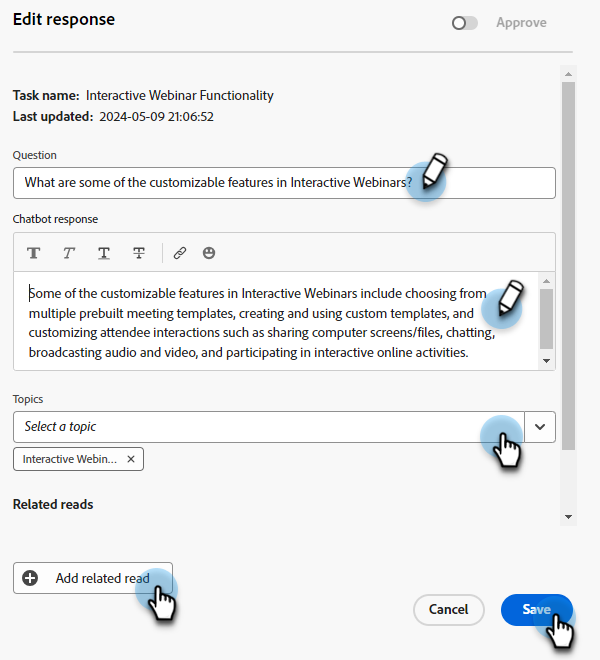 Edit response
Approve
Task name: Interactive Webinar Functionality
Last updated: 2024-05-09 21:06:52
Question
What are some of the customizable features in Interactive Webinars?
Chatbot response
T T T T
Some of the customizable features in Interactive Webinars include choosing from
multiple prebuilt meeting templates, creating and using custom templates, and
customizing attendee interactions such as sharing computer screens/files, chatting,
broadcasting audio and video, and participating in interactive online activities.
Topics
Select a topic
Interactive Webin...
Related reads
Add related read
Cancel
Save